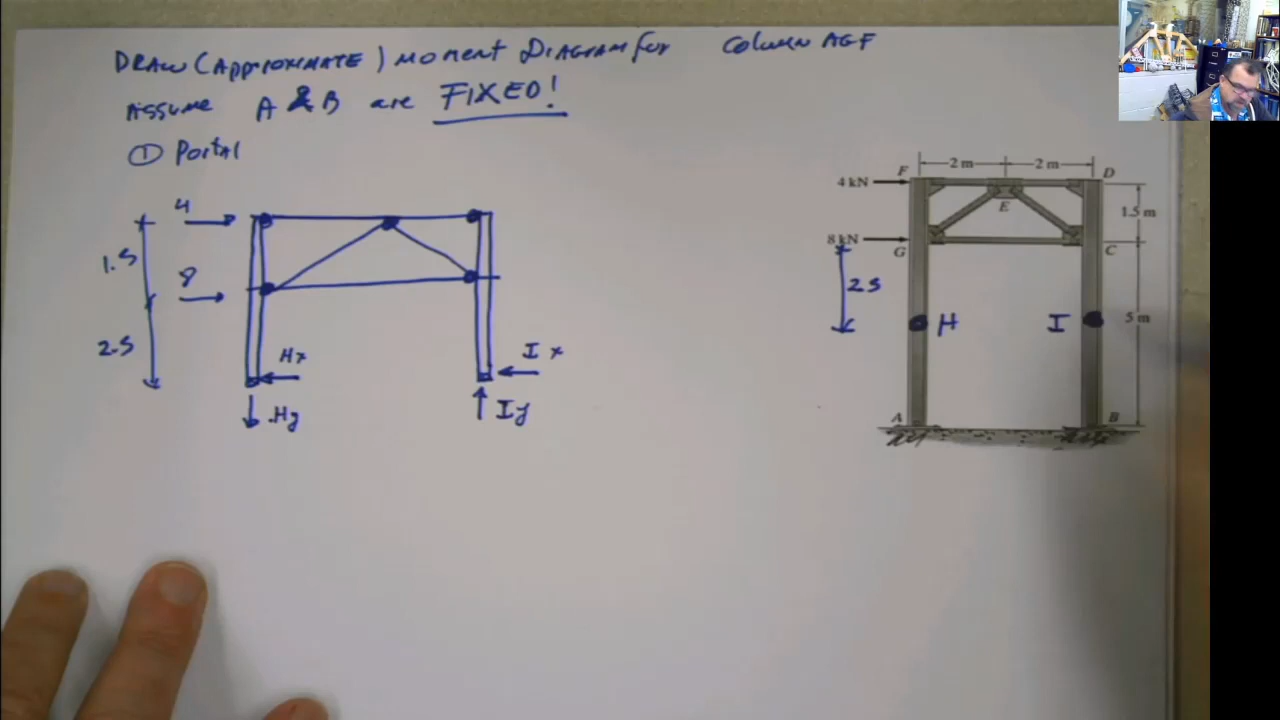 DRAW (APPROXIMATE) MOMENT DIAGRAM for Column AGF
ASSUME A & B are FIXED!
① Portal
4
1.5
8
2.5
Hx
Hy
I x
Iy
F
2 m
2 m
D
4 kN
E
1.5 m
8 kN
G
C
2.5
H
I
5 m
A
B